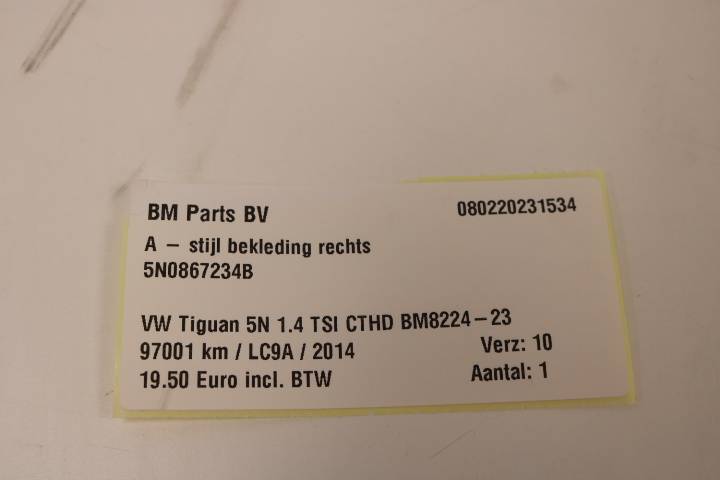 BM Parts BV 080220231534
A - stijl bekleding rechts
5N0867234B
VW Tiguan 5N 1.4 TSI CTHD BM8224-23
97001 km / LC9A / 2014 Verz: 10
19.50 Euro incl. BTW Aantal: 1